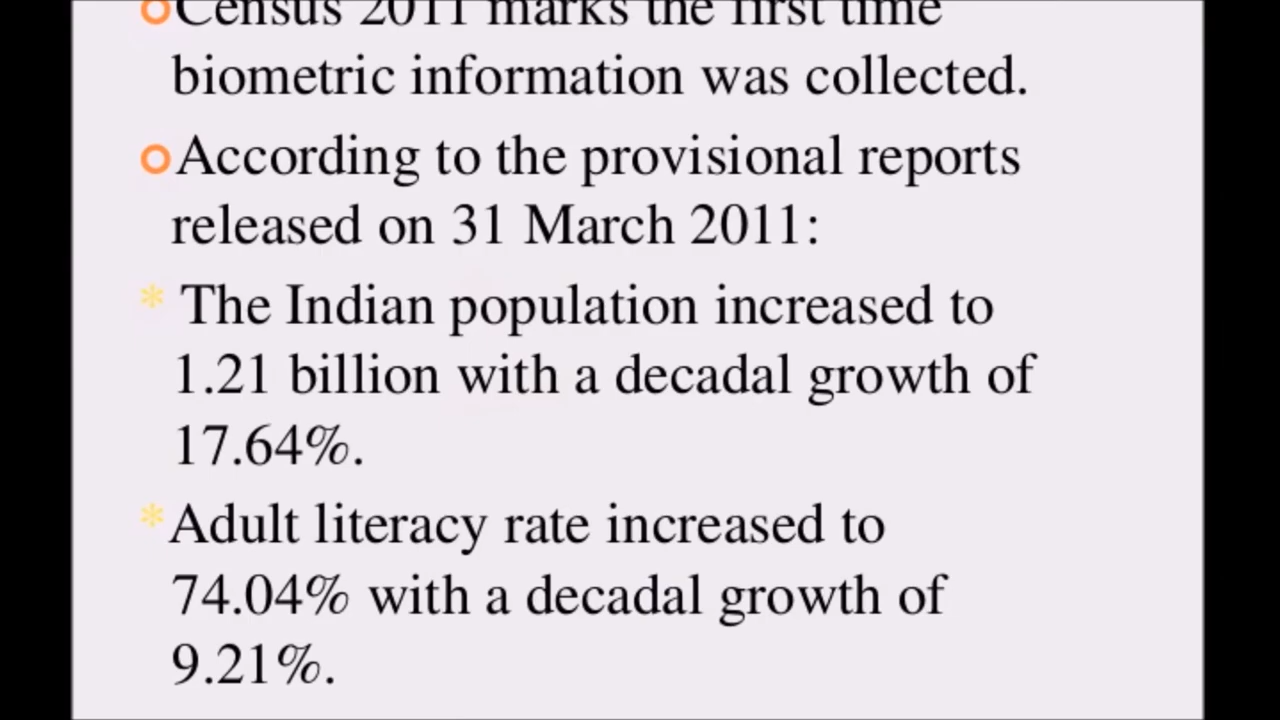 Census 2011 marks the first time
biometric information was collected.
According to the provisional reports
released on 31 March 2011:
* The Indian population increased to
1.21 billion with a decadal growth of
17.64%.
*Adult literacy rate increased to
74.04% with a decadal growth of
9.21%.